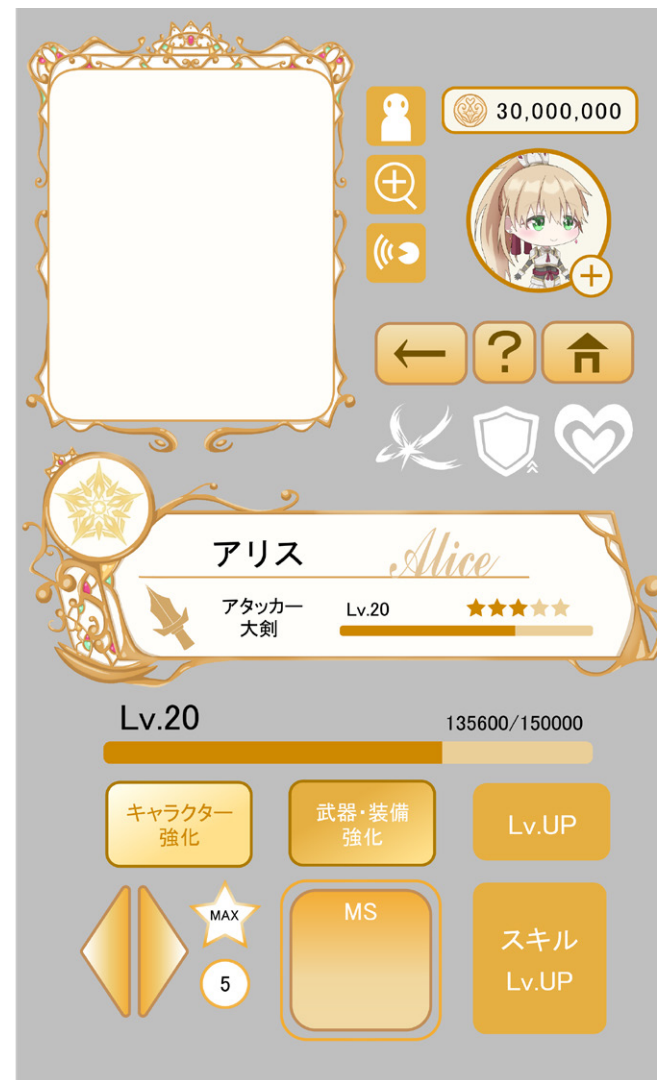 30,000,000
?
アリス
Alice
アタッカー
大剣
Lv.20
Lv.20
135600/150000
キャラクター
強化
武器・装備
強化
Lv.UP
MAX
5
MS
スキル
Lv.UP